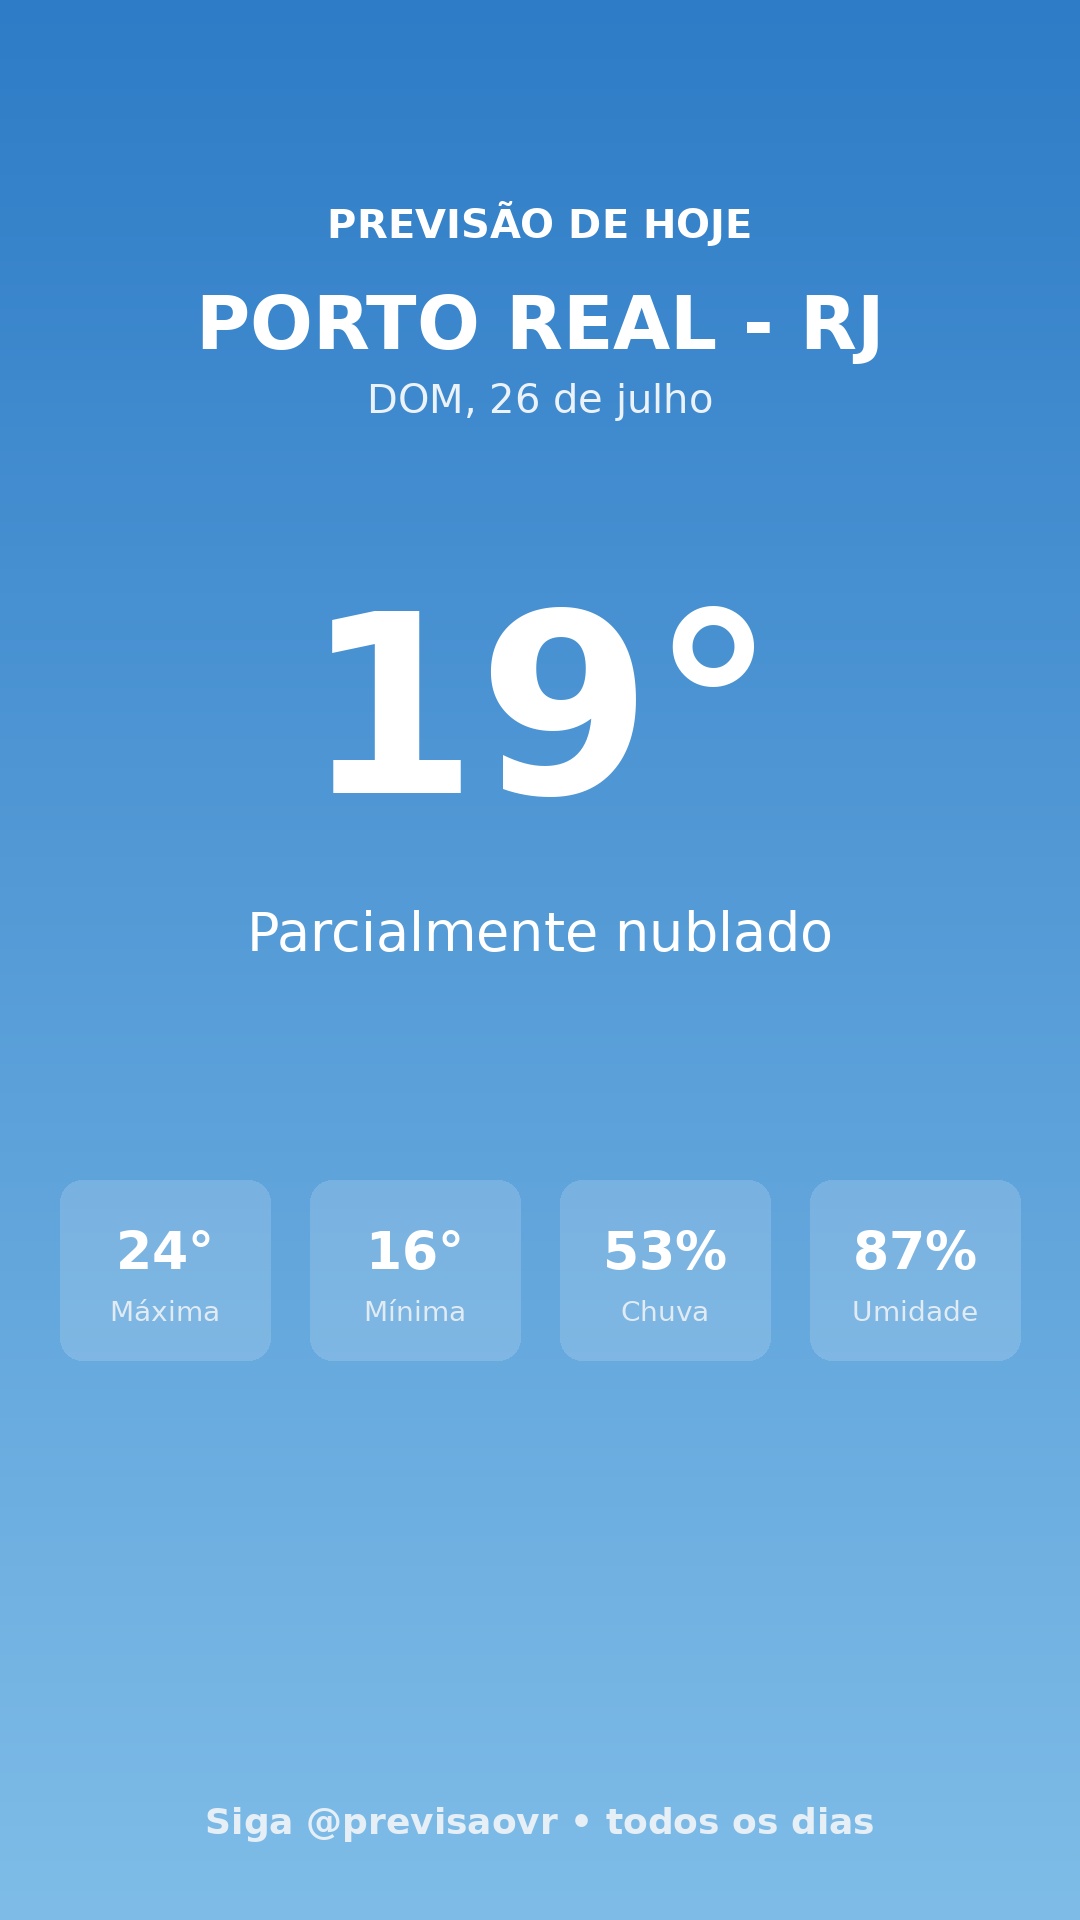 PREVISÃO DE HOJE
PORTO REAL - RJ
DOM, 26 de julho
19°
Parcialmente nublado
24° 16° 53% 87%
Máxima Mínima Chuva Umidade
Siga @previsaovr • todos os dias